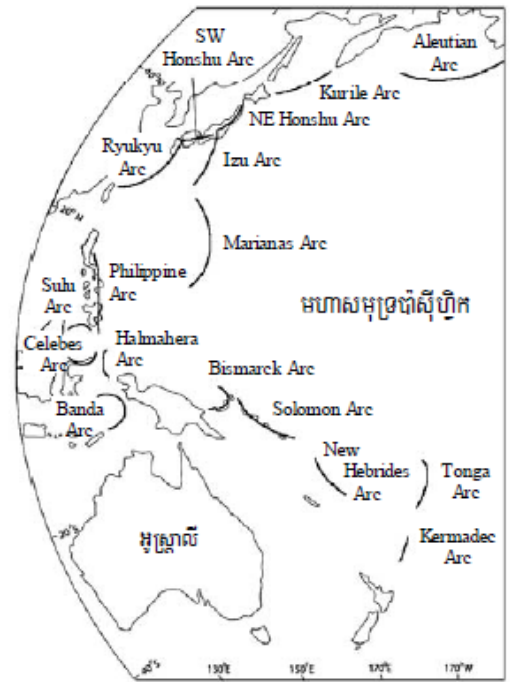 SW
Honshu Arc
Aleutian
Arc
Kurile Arc
NE Honshu Arc
Ryukyu
Arc
Izu Arc
20°N
Marianas Arc
Philippine
Arc
Sulu
Arc
មហាសមុទ្រប៉ាស៊ីហ្វិក
Celebes
Arc
Halmahera
Arc
Bismarck Arc
Banda
Arc
Solomon Arc
New
Hebrides
Arc
Tonga
Arc
អូស្ត្រាលី
20°S
Kermadec
Arc
40°S
130°E
150°E
170°E
170°W